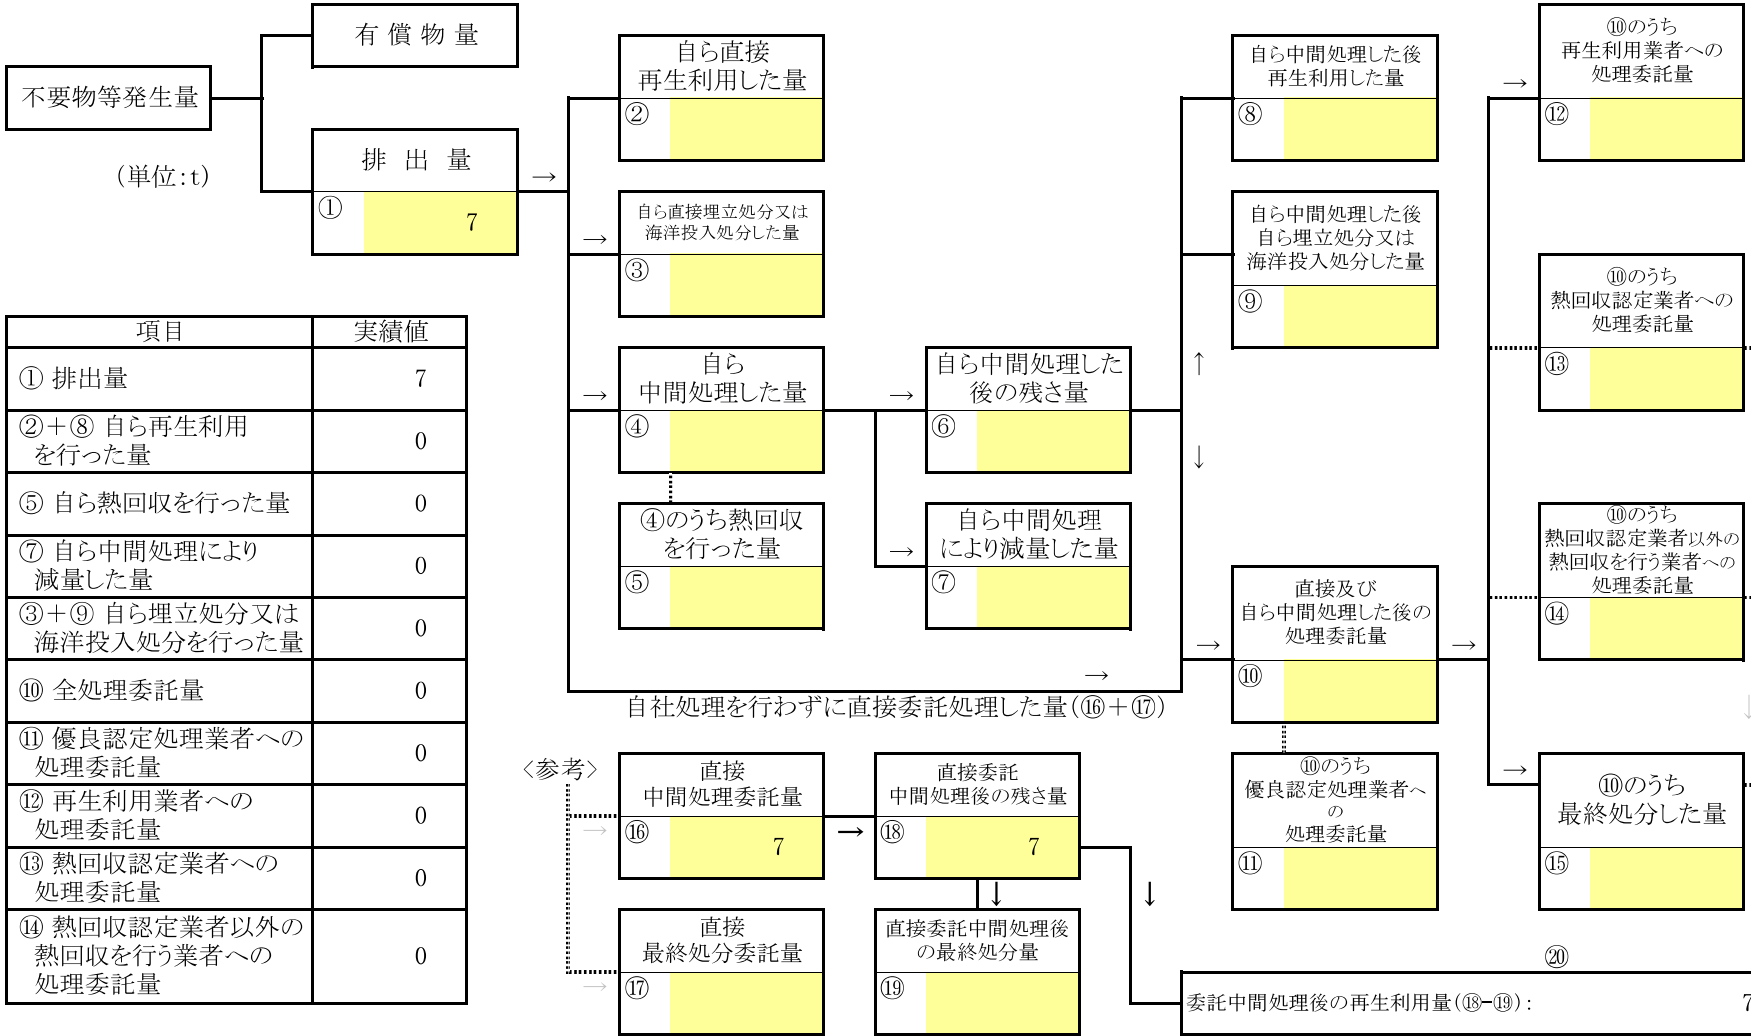 有 償 物 量
不要物等発生量
(単位:t)
排 出 量
①
7
→
自ら直接
再生利用した量
②
→
自ら直接埋立処分又は
海洋投入処分した量
③
→
自ら
中間処理した量
④
④のうち熱回収
を行った量
⑤
→
自ら中間処理した
後の残さ量
⑥
→
自ら中間処理
により減量した量
⑦
↑
↓
自ら中間処理した後
再生利用した量
⑧
自ら中間処理した後
自ら埋立処分又は
海洋投入処分した量
⑨
→
直接及び
自ら中間処理した後の
処理委託量
⑩
→
⑩のうち
優良認定処理業者へ
の
処理委託量
⑪
→
⑩のうち
再生利用業者への
処理委託量
⑫
⑩のうち
熱回収認定業者への
処理委託量
⑬
⑩のうち
熱回収認定業者以外の
熱回収を行う業者への
処理委託量
⑭
↓
→
⑩のうち
最終処分した量
⑮
→
自社処理を行わずに直接委託処理した量(⑯+⑰)
項目 実績値
① 排出量 7
②+⑧ 自ら再生利用
を行った量 0
⑤ 自ら熱回収を行った量 0
⑦ 自ら中間処理により
減量した量 0
③+⑨ 自ら埋立処分又は
海洋投入処分を行った量 0
⑩ 全処理委託量 0
⑪ 優良認定処理業者への
処理委託量 0
⑫ 再生利用業者への
処理委託量 0
⑬ 熱回収認定業者への
処理委託量 0
⑭ 熱回収認定業者以外の
熱回収を行う業者への
処理委託量 0
<参考>
→
直接
中間処理委託量
⑯
7
→
直接委託
中間処理後の残さ量
⑱
7
↓
↓
→
直接
最終処分委託量
⑰
直接委託中間処理後
の最終処分量
⑲
⑳
委託中間処理後の再生利用量(⑱-⑲): 7